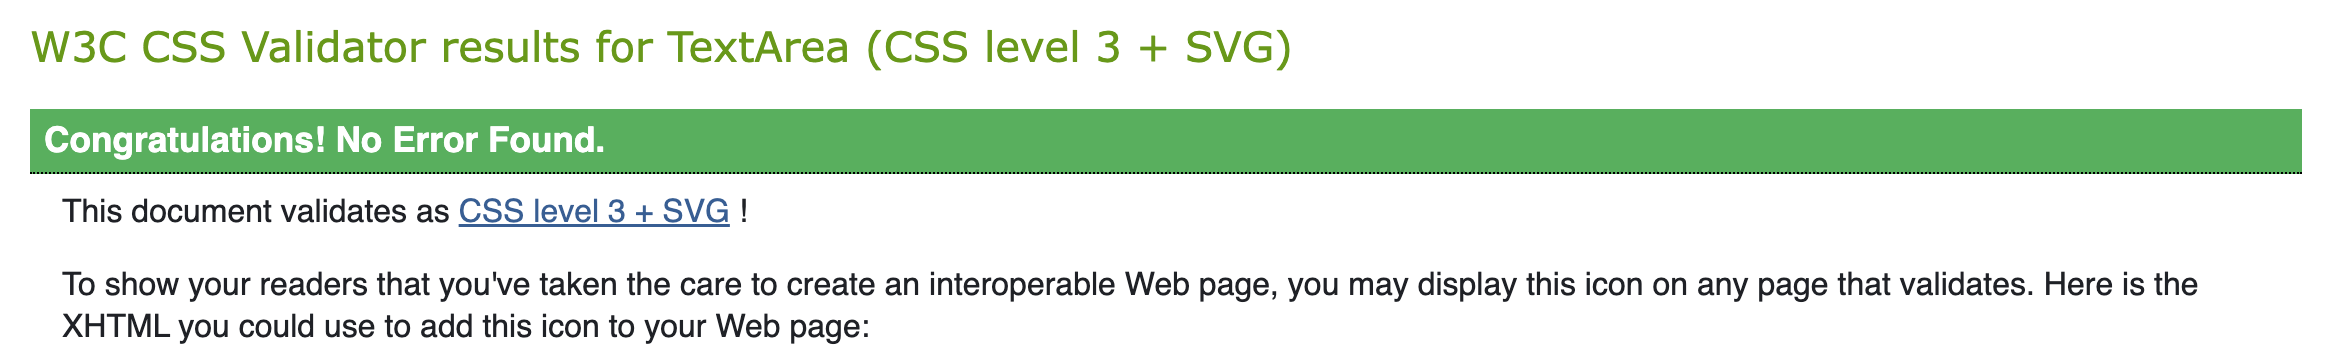 W3C CSS Validator results for TextArea (CSS level 3 + SVG)
Congratulations! No Error Found.
This document validates as CSS level 3 + SVG !
To show your readers that you've taken the care to create an interoperable Web page, you may display this icon on any page that validates. Here is the
XHTML you could use to add this icon to your Web page: